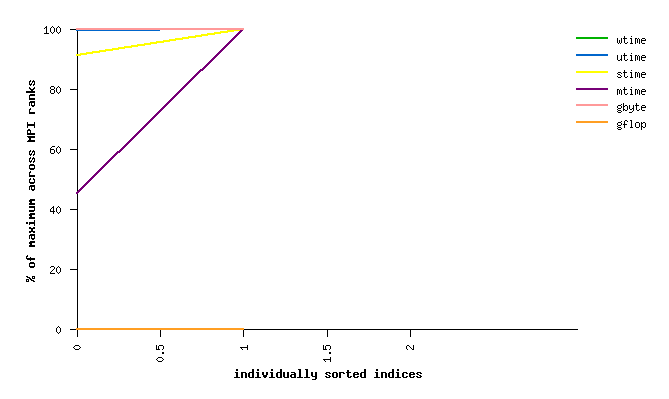 100
80
60
40
20
0
% of maximum across MPI ranks
0
0.5
1
1.5
2
individually sorted indices
wtime
utime
stime
mtime
gbyte
gflop